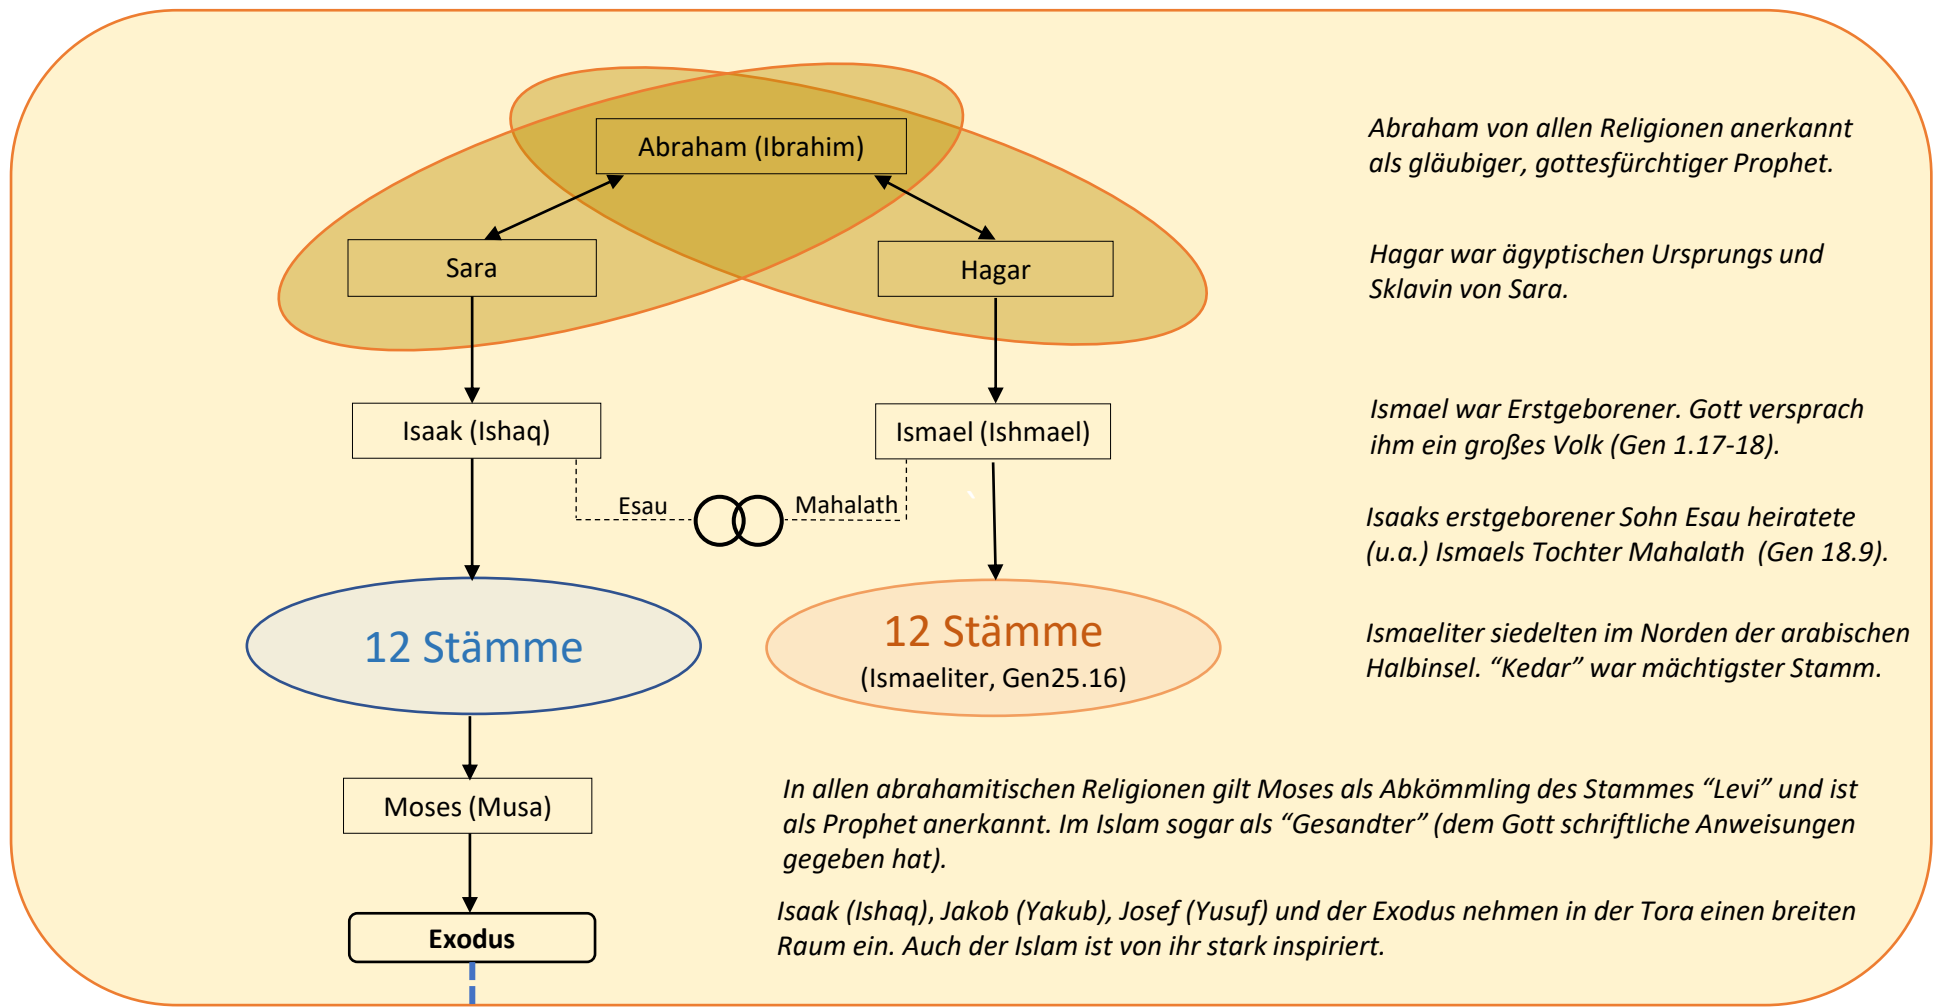 Abraham (Ibrahim)
Sara
Hagar
Isaak (Ishaq)
Ismael (Ishmael)
Esau
Mahalath
12 Stämme
12 Stämme
(Ismaeliter, Gen25.16)
Moses (Musa)
Exodus
Abraham von allen Religionen anerkannt
als gläubiger, gottesfürchtiger Prophet.
Hagar war ägyptischen Ursprungs und
Sklavin von Sara.
Ismael war Erstgeborener. Gott versprach
ihm ein großes Volk (Gen 1.17-18).
Isaaks erstgeborener Sohn Esau heiratete
(u.a.) Ismaels Tochter Mahalath (Gen 18.9).
Ismaeliter siedelten im Norden der arabischen
Halbinsel. “Kedar” war mächtigster Stamm.
In allen abrahamitischen Religionen gilt Moses als Abkömmling des Stammes “Levi” und ist
als Prophet anerkannt. Im Islam sogar als “Gesandter” (dem Gott schriftliche Anweisungen
gegeben hat).
Isaak (Ishaq), Jakob (Yakub), Josef (Yusuf) und der Exodus nehmen in der Tora einen breiten
Raum ein. Auch der Islam ist von ihr stark inspiriert.